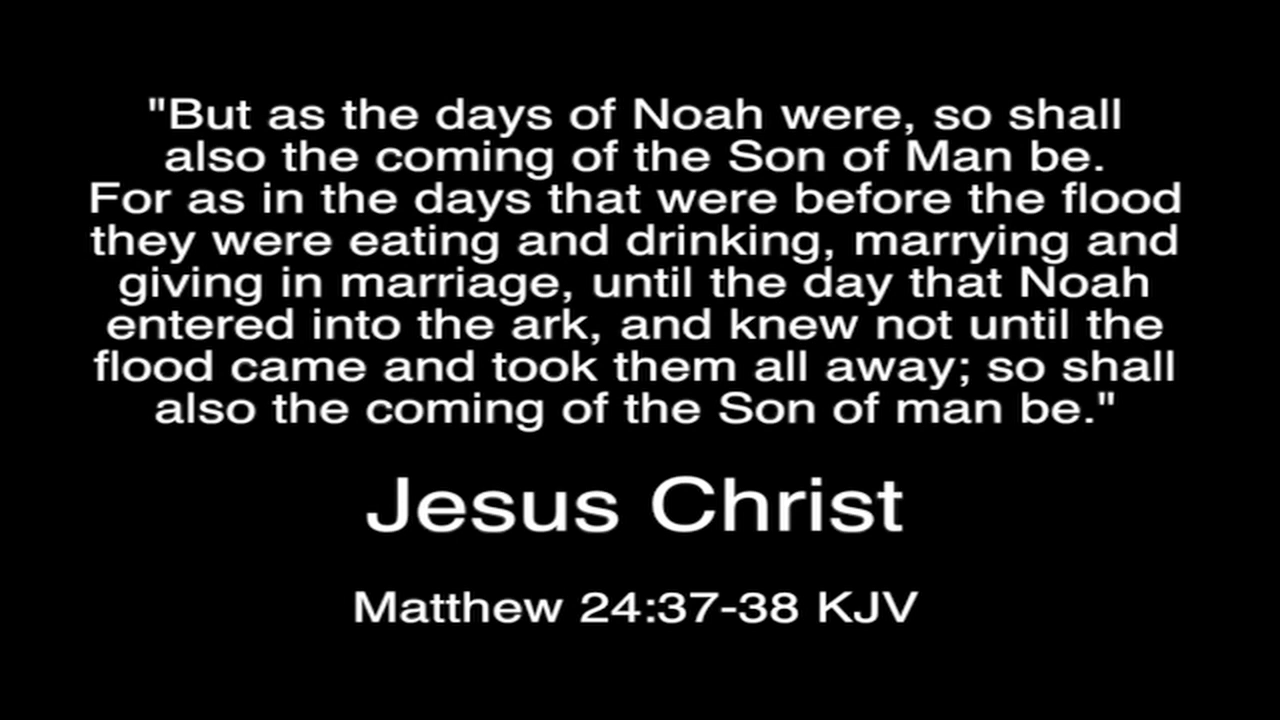 "But as the days of Noah were, so shall
also the coming of the Son of Man be.
For as in the days that were before the flood
they were eating and drinking, marrying and
giving in marriage, until the day that Noah
entered into the ark, and knew not until the
flood came and took them all away; so shall
also the coming of the Son of man be."
Jesus Christ
Matthew 24:37-38 KJV